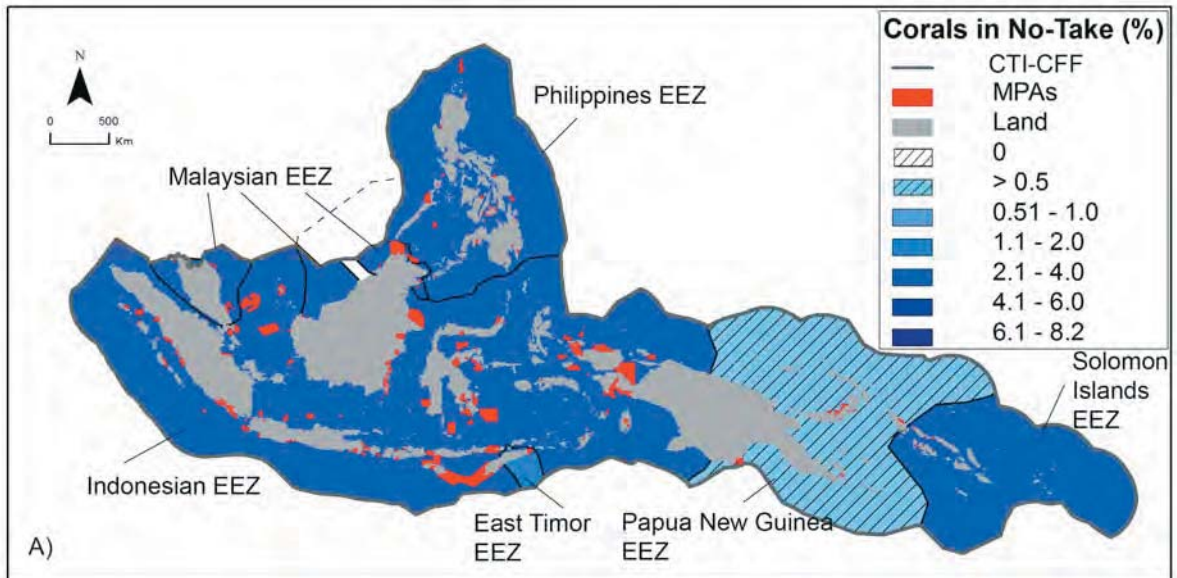 Corals in No-Take (%)
CTI-CFF
MPAs
Land
0
> 0.5
0.51 - 1.0
1.1 - 2.0
2.1 - 4.0
4.1 - 6.0
6.1 - 8.2
N
0 500
Km
Philippines EEZ
Malaysian EEZ
Solomon
Islands
EEZ
Indonesian EEZ
East Timor
EEZ
Papua New Guinea
EEZ
A)